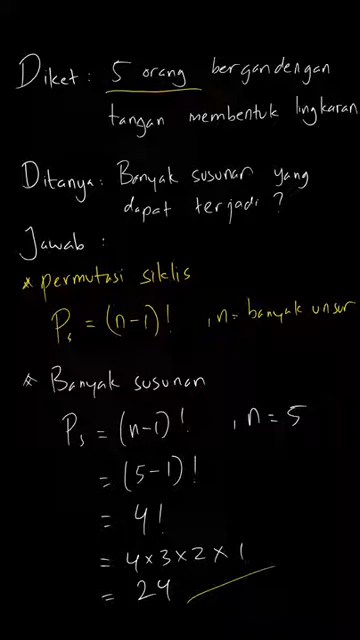 Diket : 5 orang bergandengan
tangan membentuk lingkaran
Ditanya : Banyak susunan yang
dapat terjadi ?
Jawab :
* permutasi siklis
Ps = (n-1)! , n = banyak unsur
* Banyak susunan
Ps = (n-1)! , n = 5
= (5-1)!
= 4!
= 4 × 3 × 2 × 1
= 24